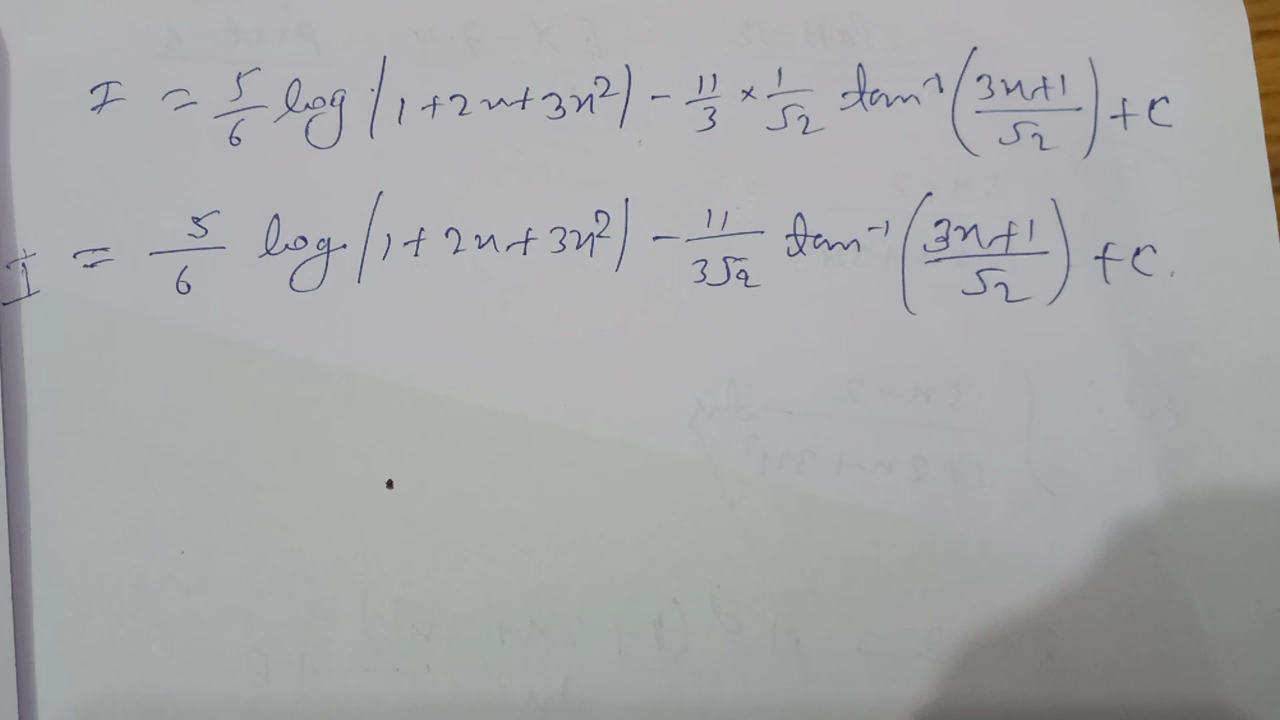 I = 5/6 log |1+2x+3x²| - 11/3 × 1/√2 tan⁻¹ (3x+1/√2) + C
I = 5/6 log |1+2x+3x²| - 11/3√2 tan⁻¹ (3x+1/√2) + C.